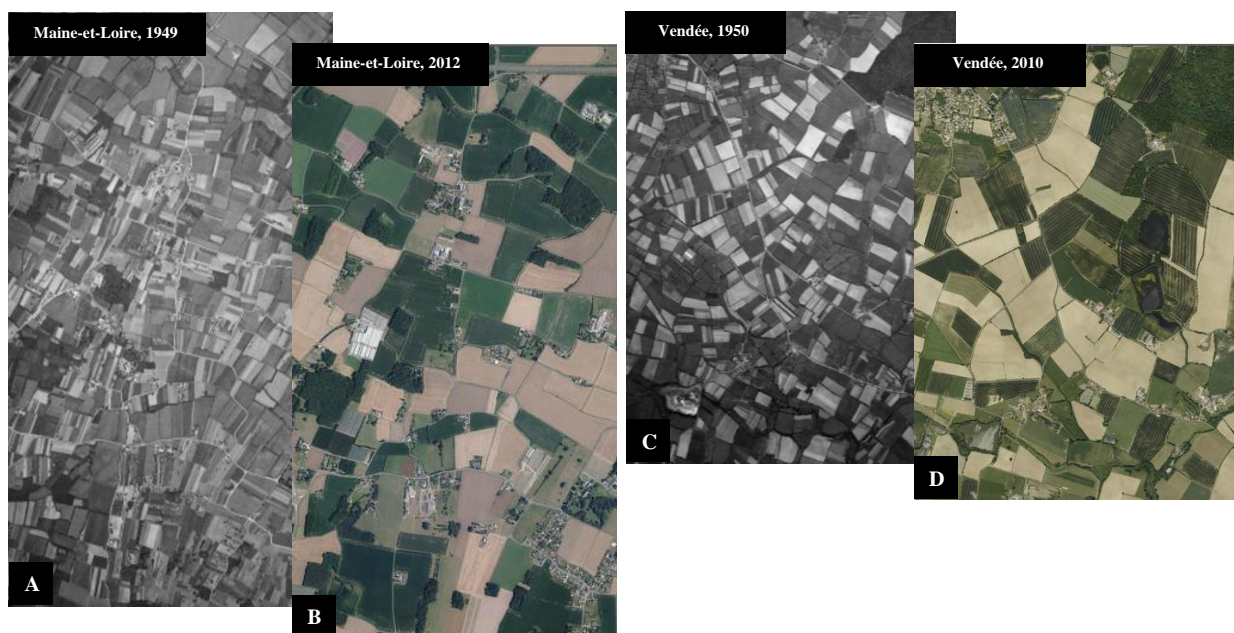 Maine-et-Loire, 1949
Maine-et-Loire, 2012
Vendée, 1950
Vendée, 2010
A
B
C
D